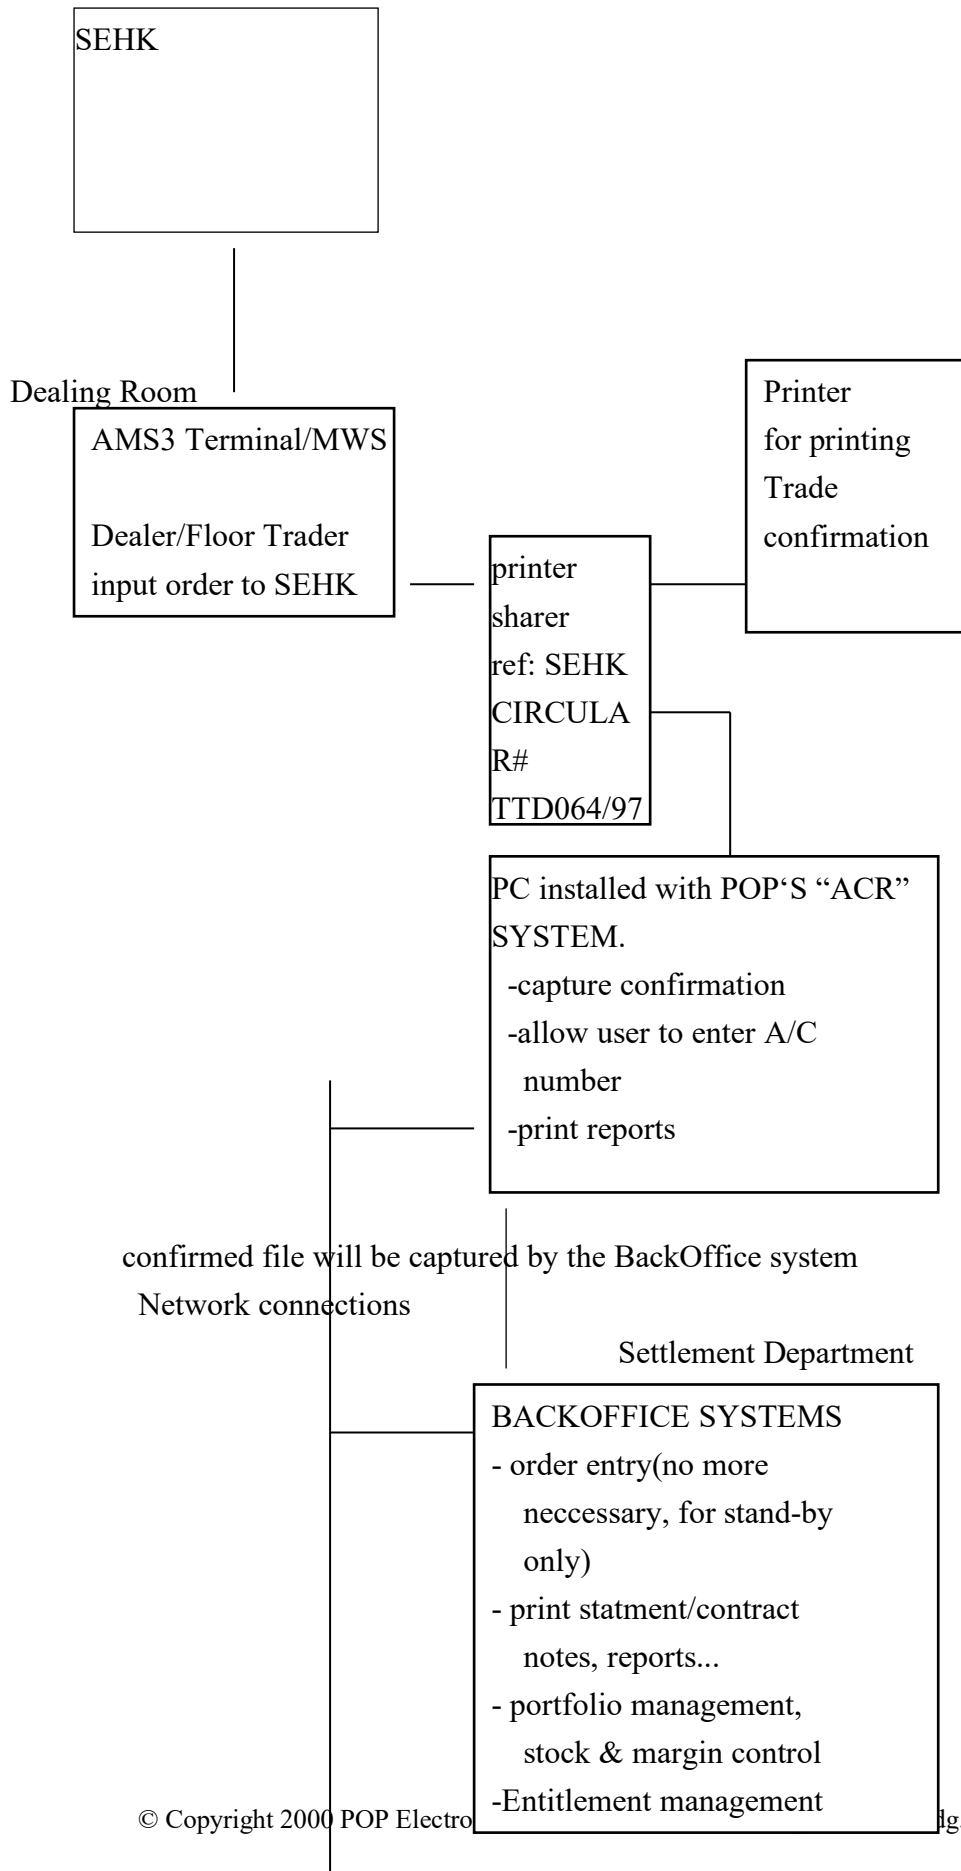 SEHK
Dealing Room
AMS3 Terminal/MWS
Dealer/Floor Trader
input order to SEHK
Printer
for printing
Trade
confirmation
printer
sharer
ref: SEHK
CIRCULA
R#
TTD064/97
PC installed with POP‘S “ACR”
SYSTEM.
-capture confirmation
-allow user to enter A/C
number
-print reports
confirmed file will be captured by the BackOffice system
Network connections
Settlement Department
BACKOFFICE SYSTEMS
- order entry(no more
neccessary, for stand-by
only)
- print statment/contract
notes, reports...
- portfolio management,
stock & margin control
-Entitlement management
© Copyright 2000 POP